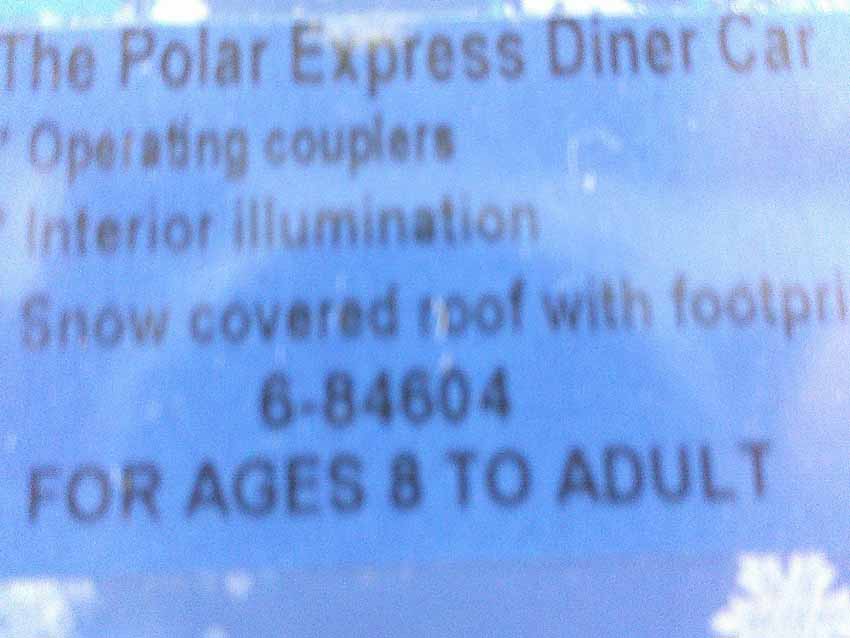 The Polar Express Diner Car
Operating couplers
Interior illumination
Snow covered roof with footpri
6-84604
FOR AGES 8 TO ADULT